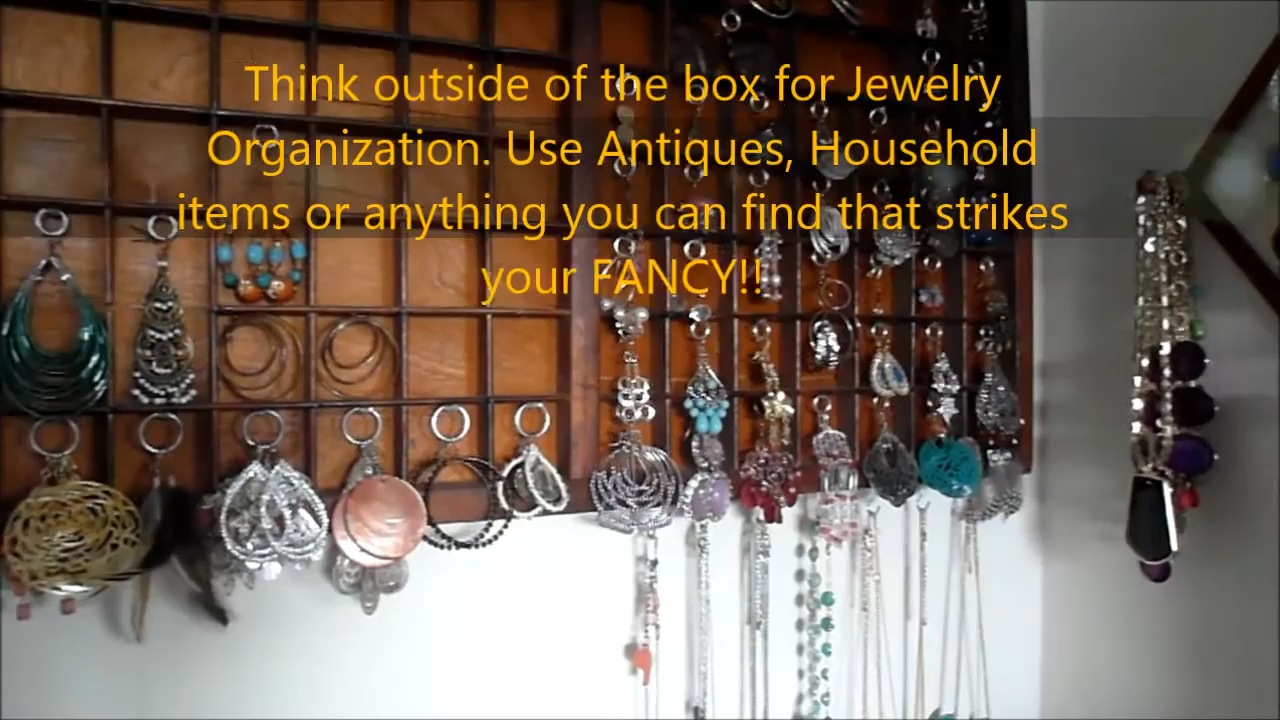 Think outside of the box for Jewelry
Organization. Use Antiques, Household
items or anything you can find that strikes
your FANCY!!